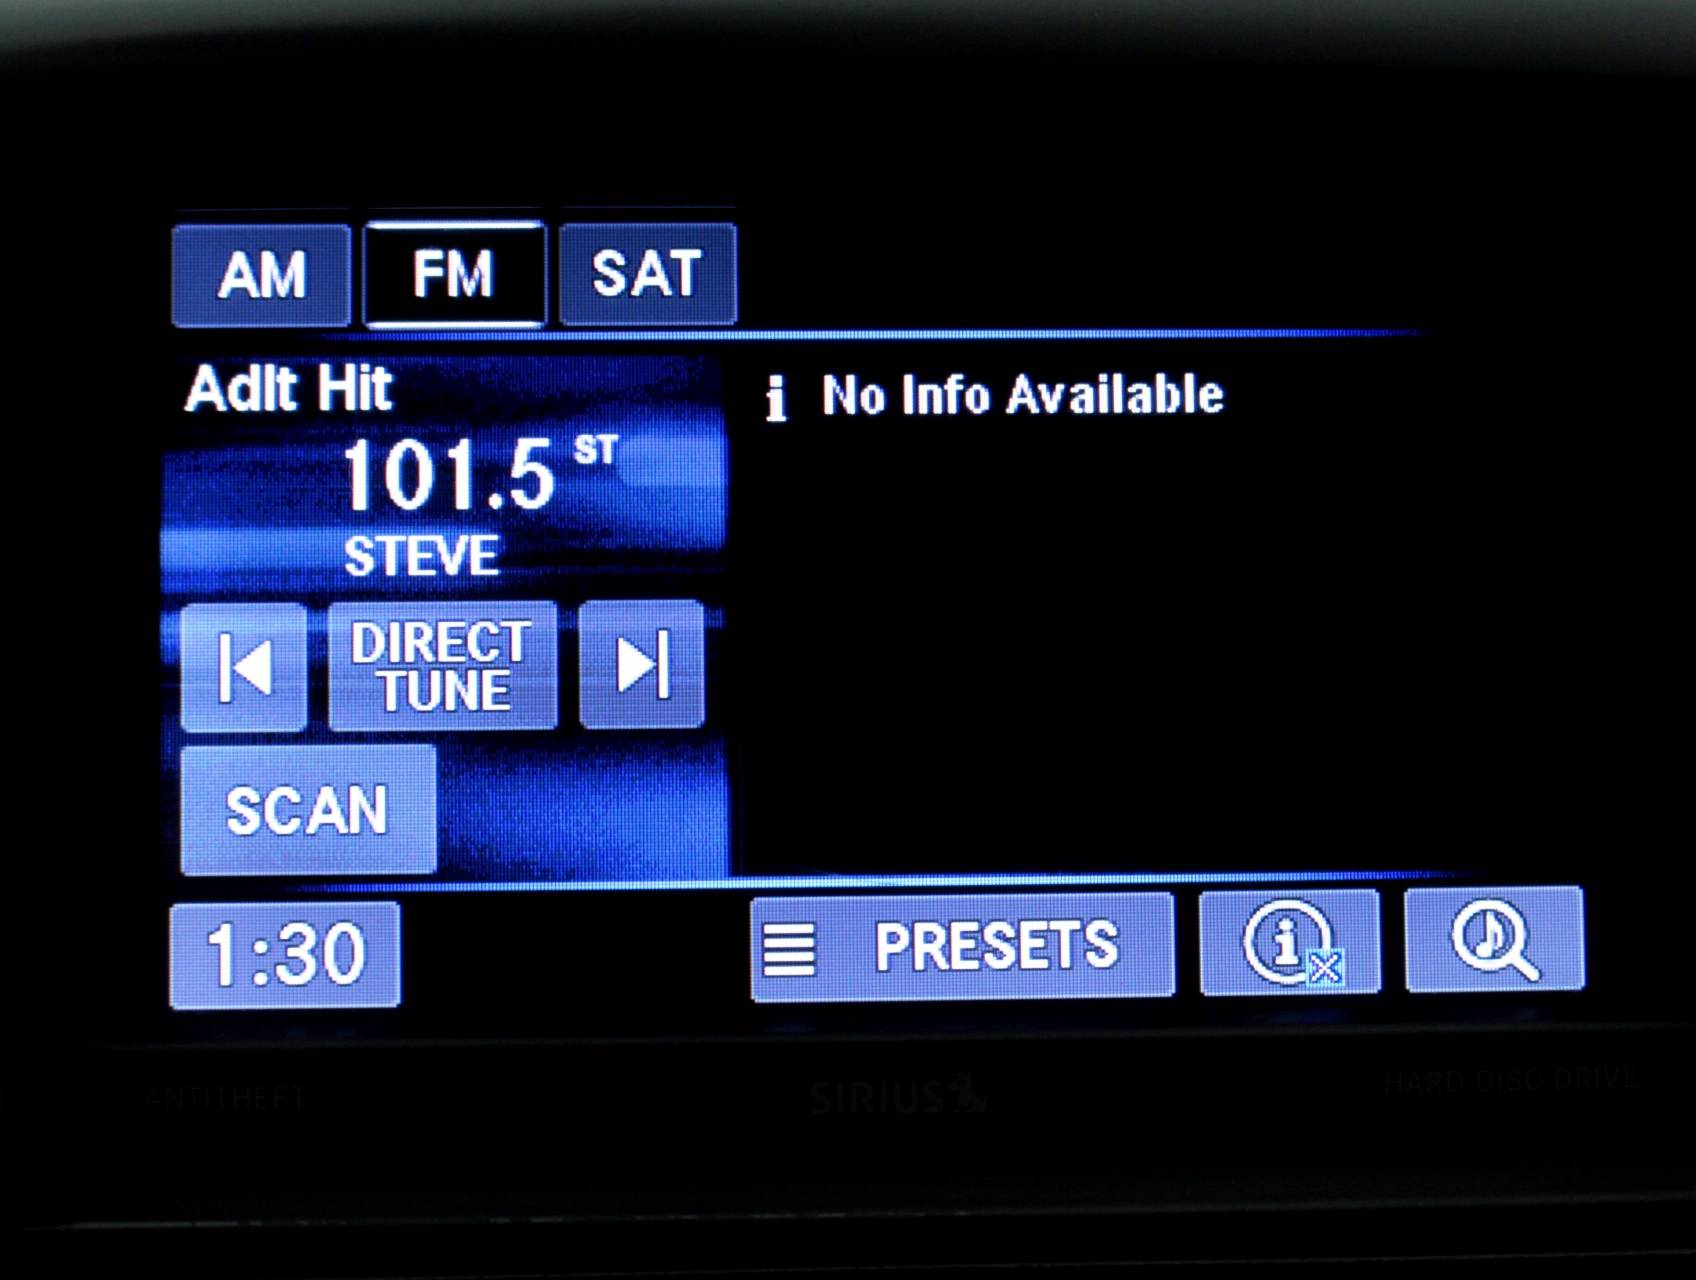 AM FM SAT
Adlt Hit
101.5 ST
STEVE
i No Info Available
DIRECT
TUNE
SCAN
1:30 PRESETS i
ANTITHEFT SIRIUS HARD DISC DRIVE